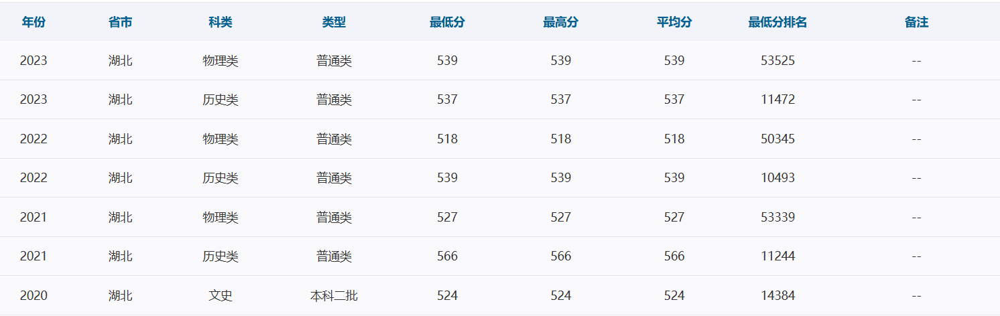 年份 省市 科类 类型 最低分 最高分 平均分 最低分排名 备注
2023 湖北 物理类 普通类 539 539 539 53525 --
2023 湖北 历史类 普通类 537 537 537 11472 --
2022 湖北 物理类 普通类 518 518 518 50345 --
2022 湖北 历史类 普通类 539 539 539 10493 --
2021 湖北 物理类 普通类 527 527 527 53339 --
2021 湖北 历史类 普通类 566 566 566 11244 --
2020 湖北 文史 本科二批 524 524 524 14384 --